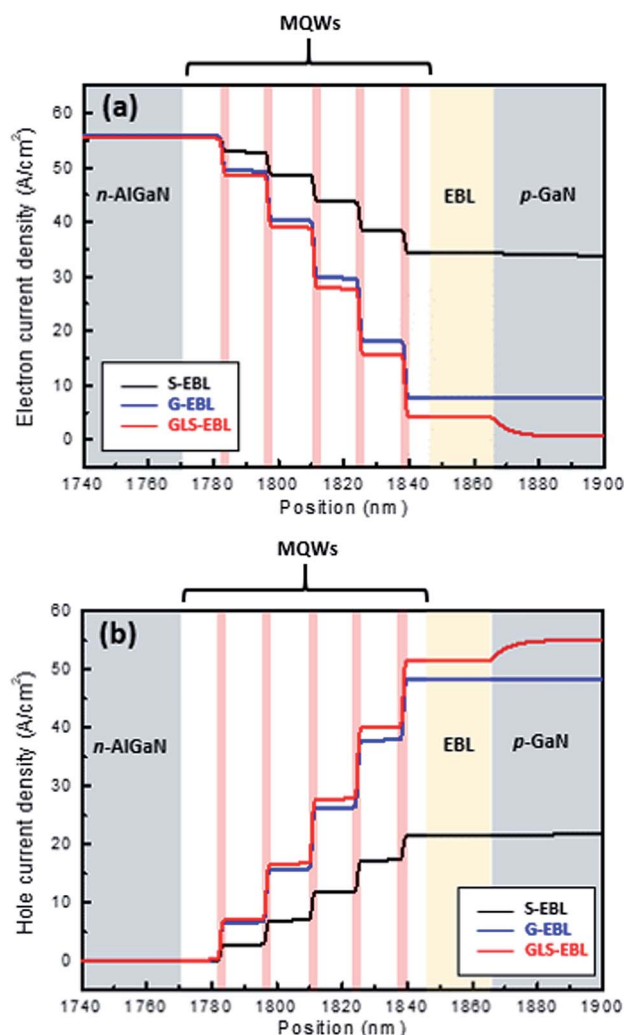 MQWs
(a)
60
50
40
30
20
10
0
Electron current density (A/cm²)
n-AlGaN
EBL
p-GaN
S-EBL
G-EBL
GLS-EBL
1740 1760 1780 1800 1820 1840 1860 1880 1900
Position (nm)
MQWs
(b)
60
50
40
30
20
10
0
Hole current density (A/cm²)
n-AlGaN
EBL
p-GaN
S-EBL
G-EBL
GLS-EBL
1740 1760 1780 1800 1820 1840 1860 1880 1900
Position (nm)